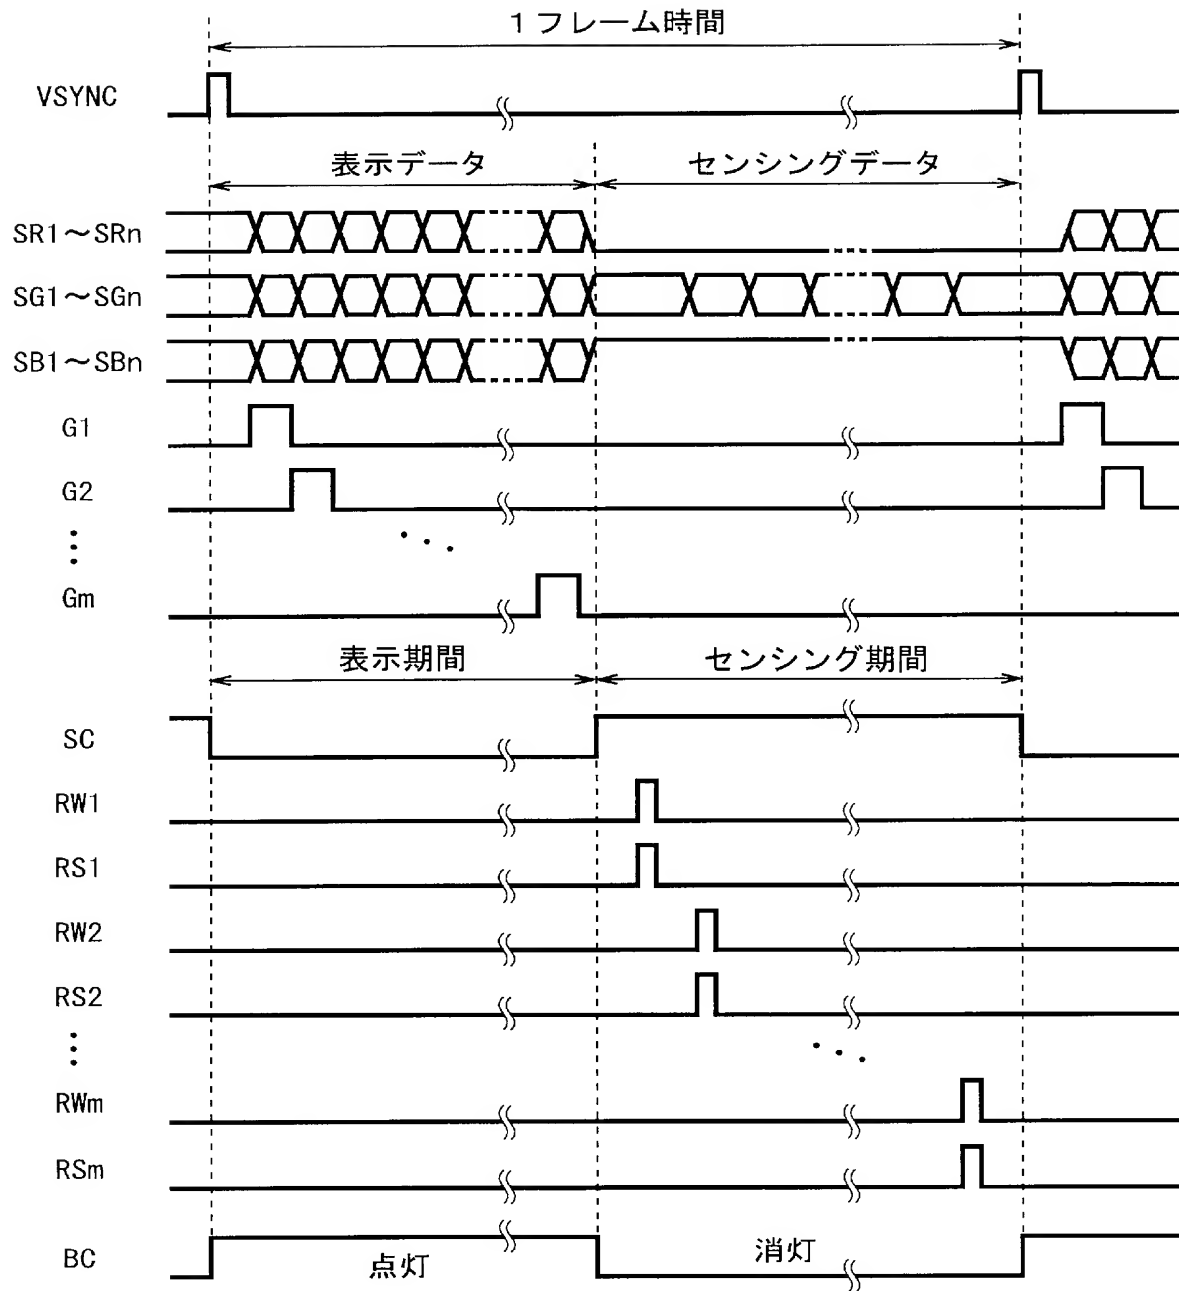 1フレーム時間
VSYNC
表示データ センシングデータ
SR1～SRn
SG1～SGn
SB1～SBn
G1
G2
⋮
Gm
表示期間 センシング期間
SC
RW1
RS1
RW2
RS2
⋮
RWm
RSm
BC 点灯 消灯